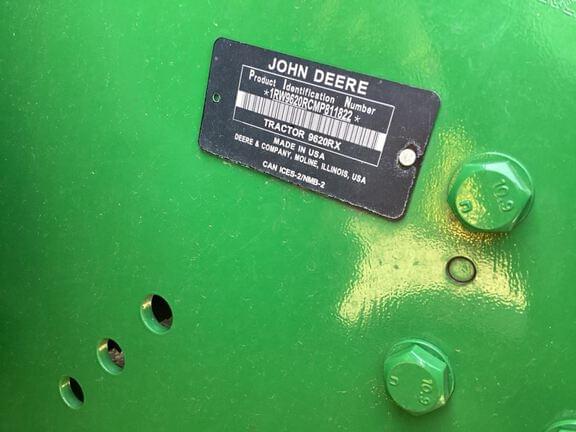 JOHN DEERE
Product Identification Number
*1RW9620RCMP811822*
TRACTOR 9620RX
MADE IN USA
DEERE & COMPANY, MOLINE, ILLINOIS, USA
CAN ICES-2/NMB-2
10.9
n
n
10.9